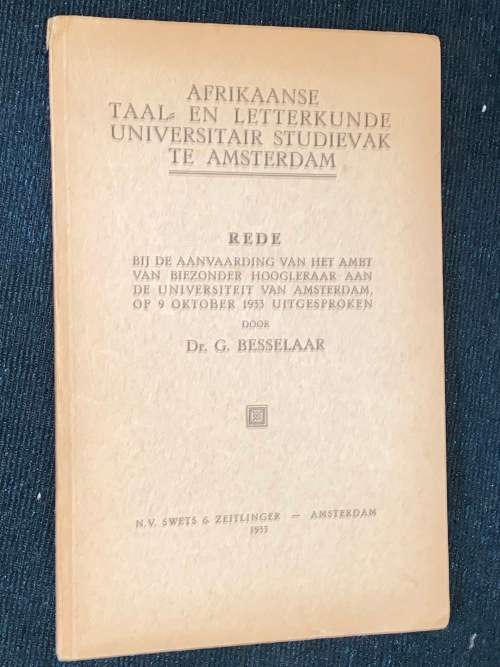 AFRIKAANSE
TAAL- EN LETTERKUNDE
UNIVERSITAIR STUDIEVAK
TE AMSTERDAM
REDE
BIJ DE AANVAARDING VAN HET AMBT
VAN BIEZONDER HOOGLERAAR AAN
DE UNIVERSITEIT VAN AMSTERDAM,
OP 9 OKTOBER 1933 UITGESPROKEN
DOOR
Dr. G. BESSELAAR
N.V. SWETS & ZEITLINGER — AMSTERDAM
1933